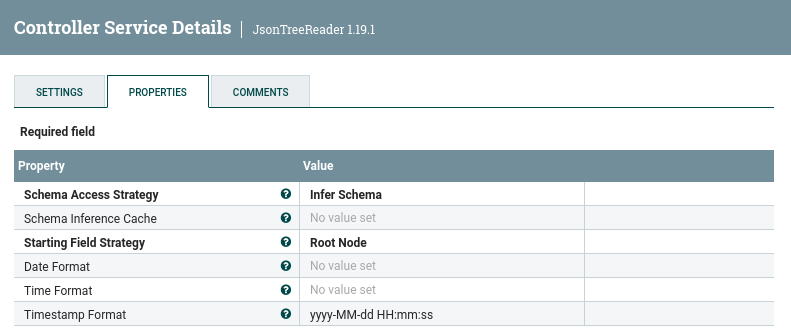 Controller Service Details | JsonTreeReader 1.19.1
SETTINGS PROPERTIES COMMENTS
Required field
Property Value
Schema Access Strategy Infer Schema
Schema Inference Cache No value set
Starting Field Strategy Root Node
Date Format No value set
Time Format No value set
Timestamp Format yyyy-MM-dd HH:mm:ss